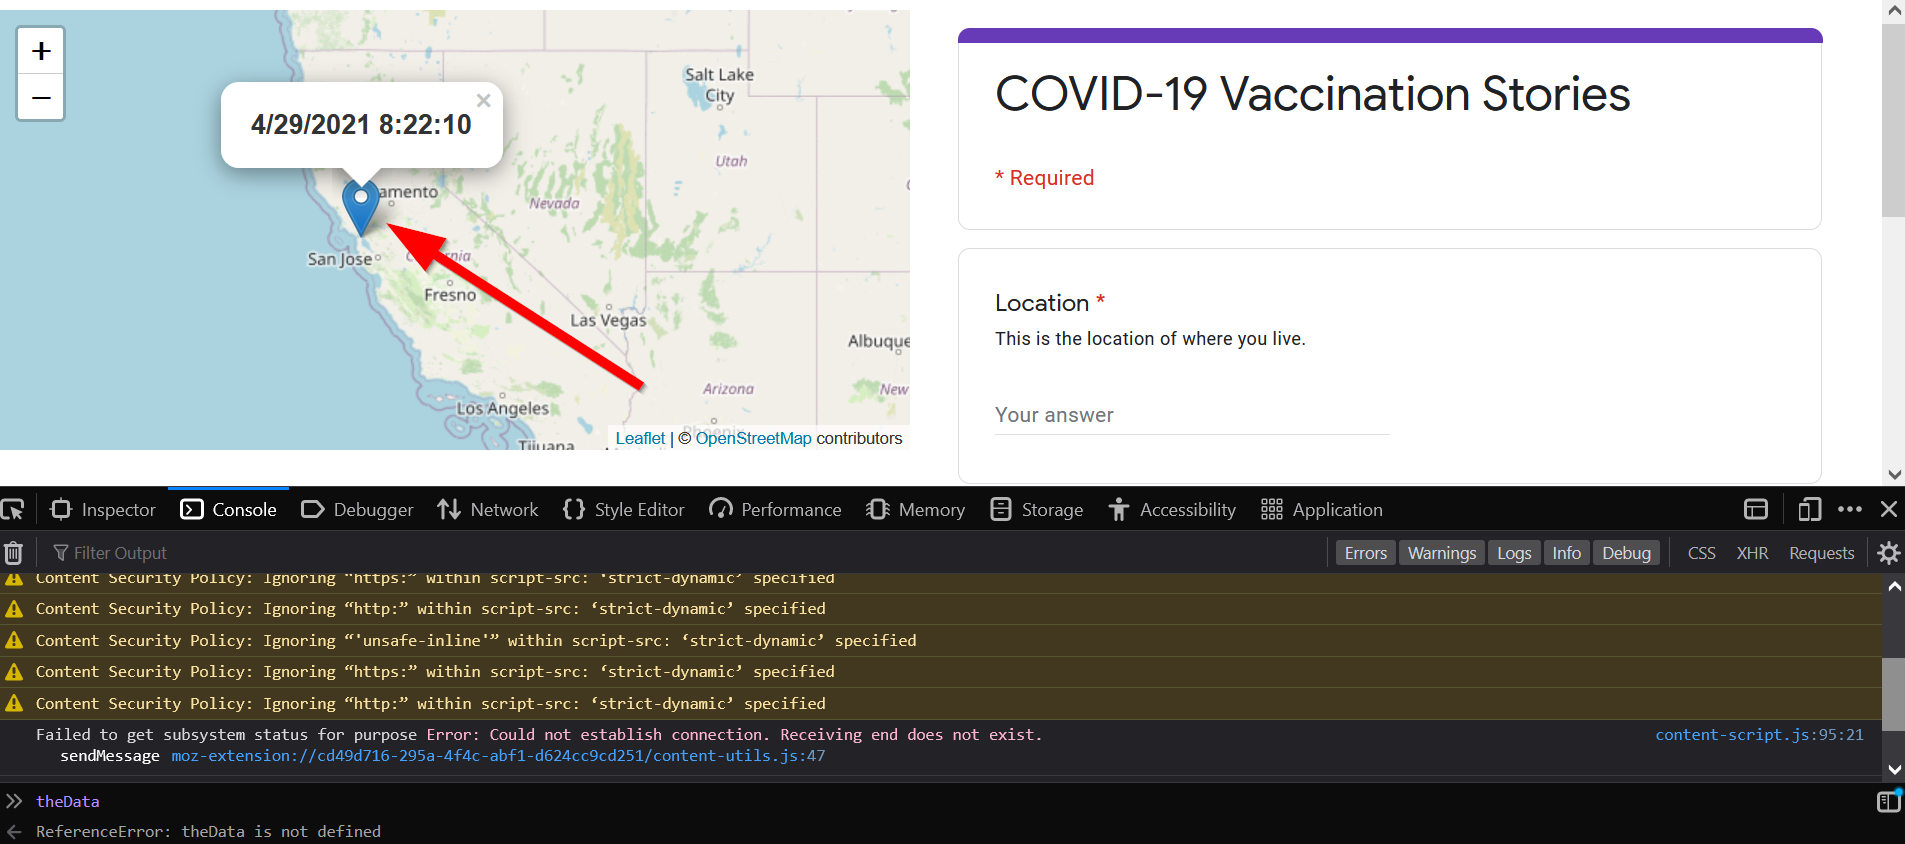 +
−
4/29/2021 8:22:10
×
Salt Lake
City
Utah
Nevada
amento
San Jose
Fresno
Las Vegas
Albuque
Los Angeles
Arizona
New
Phoenix
Tijuana
Leaflet | © OpenStreetMap contributors
COVID-19 Vaccination Stories
* Required
Location *
This is the location of where you live.
Your answer
Inspector Console Debugger Network Style Editor Performance Memory Storage Accessibility Application
Filter Output Errors Warnings Logs Info Debug CSS XHR Requests
Content Security Policy: Ignoring “https:” within script-src: ‘strict-dynamic’ specified
Content Security Policy: Ignoring “http:” within script-src: ‘strict-dynamic’ specified
Content Security Policy: Ignoring “'unsafe-inline'” within script-src: ‘strict-dynamic’ specified
Content Security Policy: Ignoring “https:” within script-src: ‘strict-dynamic’ specified
Content Security Policy: Ignoring “http:” within script-src: ‘strict-dynamic’ specified
Failed to get subsystem status for purpose Error: Could not establish connection. Receiving end does not exist. content-script.js:95:21
sendMessage moz-extension://cd49d716-295a-4f4c-abf1-d624cc9cd251/content-utils.js:47
theData
ReferenceError: theData is not defined